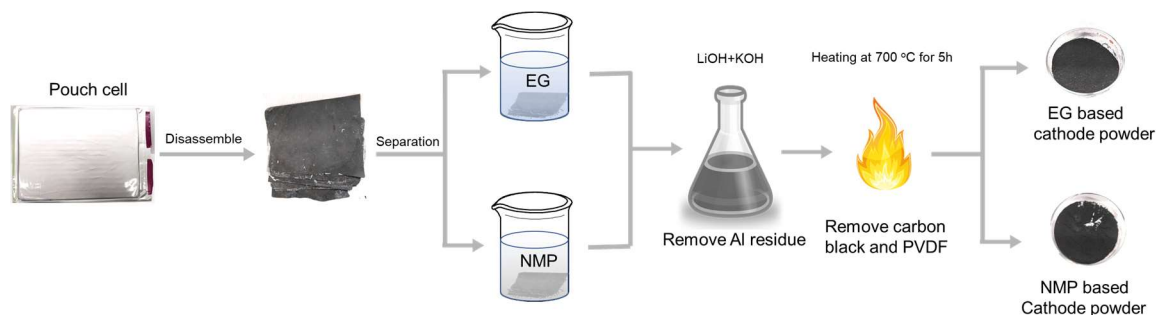 Pouch cell
Disassemble
Separation
EG
NMP
LiOH+KOH
Remove Al residue
Heating at 700 °C for 5h
Remove carbon
black and PVDF
EG based
cathode powder
NMP based
Cathode powder